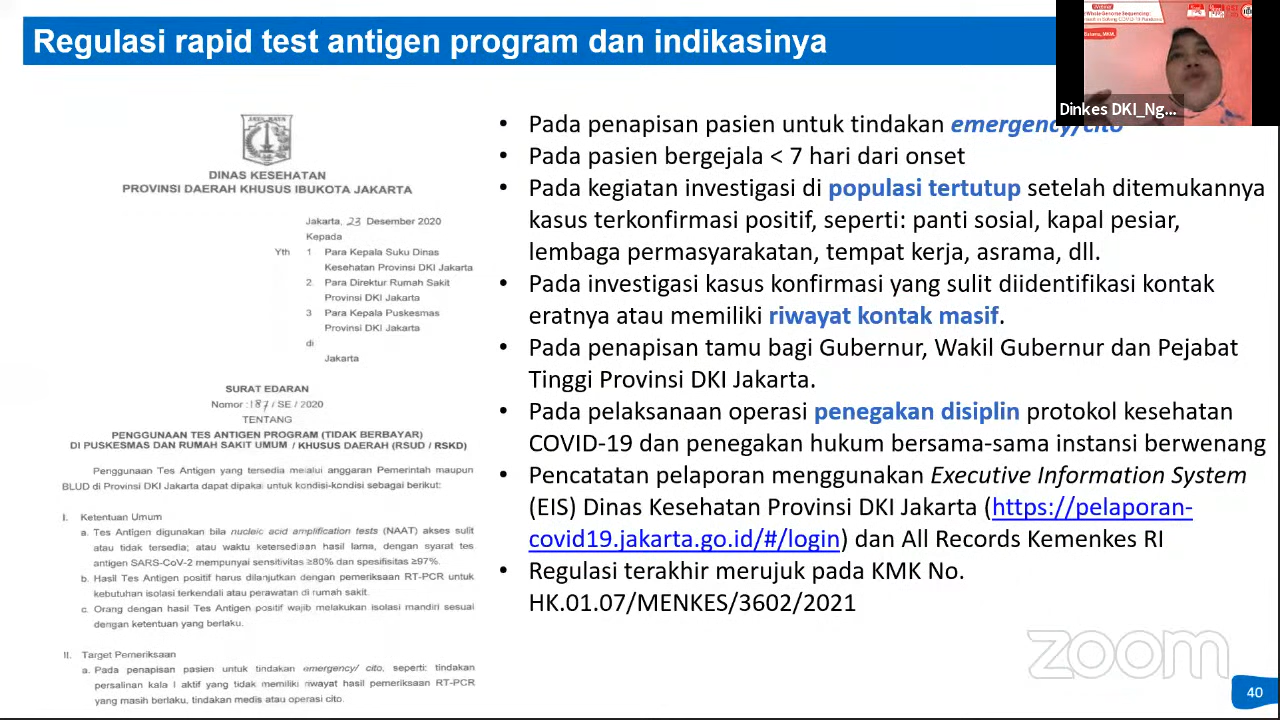 Regulasi rapid test antigen program dan indikasinya
Whole Genome Sequencing:
Dinkes DKI_Ng...
JAYA RAYA
DINAS KESEHATAN
PROVINSI DAERAH KHUSUS IBUKOTA JAKARTA
Jakarta, 23 Desember 2020
Kepada
Yth 1 Para Kepala Suku Dinas
Kesehatan Provinsi DKI Jakarta
2. Para Direktur Rumah Sakit
Provinsi DKI Jakarta
3 Para Kepala Puskesmas
Provinsi DKI Jakarta
di
Jakarta
SURAT EDARAN
Nomor : 187 / SE / 2020
TENTANG
PENGGUNAAN TES ANTIGEN PROGRAM (TIDAK BERBAYAR)
DI PUSKESMAS DAN RUMAH SAKIT UMUM / KHUSUS DAERAH (RSUD / RSKD)
Penggunaan Tes Antigen yang tersedia melalui anggaran Pemerintah maupun
BLUD di Provinsi DKI Jakarta dapat dipakai untuk kondisi-kondisi sebagai berikut:
I. Ketentuan Umum
a. Tes Antigen digunakan bila nucleic acid amplification tests (NAAT) akses sulit
atau tidak tersedia; atau waktu ketersediaan hasil lama, dengan syarat tes
antigen SARS-CoV-2 mempunyai sensitivitas ≥80% dan spesifisitas ≥97%.
b. Hasil Tes Antigen positif harus dilanjutkan dengan pemeriksaan RT-PCR untuk
kebutuhan isolasi terkendali atau perawatan di rumah sakit.
c. Orang dengan hasil Tes Antigen positif wajib melakukan isolasi mandiri sesuai
dengan ketentuan yang berlaku.
II. Target Pemeriksaan
a. Pada penapisan pasien untuk tindakan emergency/ cito, seperti: tindakan
persalinan kala I aktif yang tidak memiliki riwayat hasil pemeriksaan RT-PCR
yang masih berlaku, tindakan medis atau operasi cito.
• Pada penapisan pasien untuk tindakan emergency/cito
• Pada pasien bergejala < 7 hari dari onset
• Pada kegiatan investigasi di populasi tertutup setelah ditemukannya
kasus terkonfirmasi positif, seperti: panti sosial, kapal pesiar,
lembaga permasyarakatan, tempat kerja, asrama, dll.
• Pada investigasi kasus konfirmasi yang sulit diidentifikasi kontak
eratnya atau memiliki riwayat kontak masif.
• Pada penapisan tamu bagi Gubernur, Wakil Gubernur dan Pejabat
Tinggi Provinsi DKI Jakarta.
• Pada pelaksanaan operasi penegakan disiplin protokol kesehatan
COVID-19 dan penegakan hukum bersama-sama instansi berwenang
• Pencatatan pelaporan menggunakan Executive Information System
(EIS) Dinas Kesehatan Provinsi DKI Jakarta (https://pelaporan-
covid19.jakarta.go.id/#/login) dan All Records Kemenkes RI
• Regulasi terakhir merujuk pada KMK No.
HK.01.07/MENKES/3602/2021
zoom
40